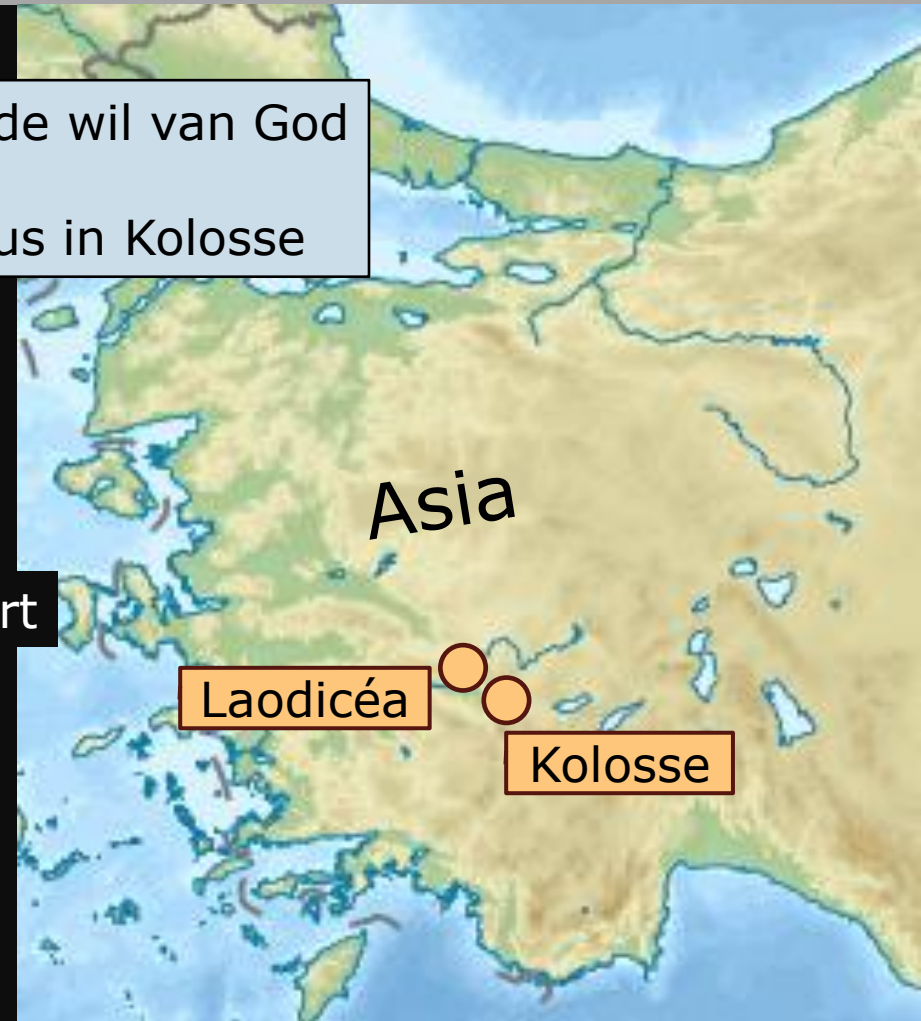 de wil van God
us in Kolosse
Asia
rt
Laodicéa
Kolosse